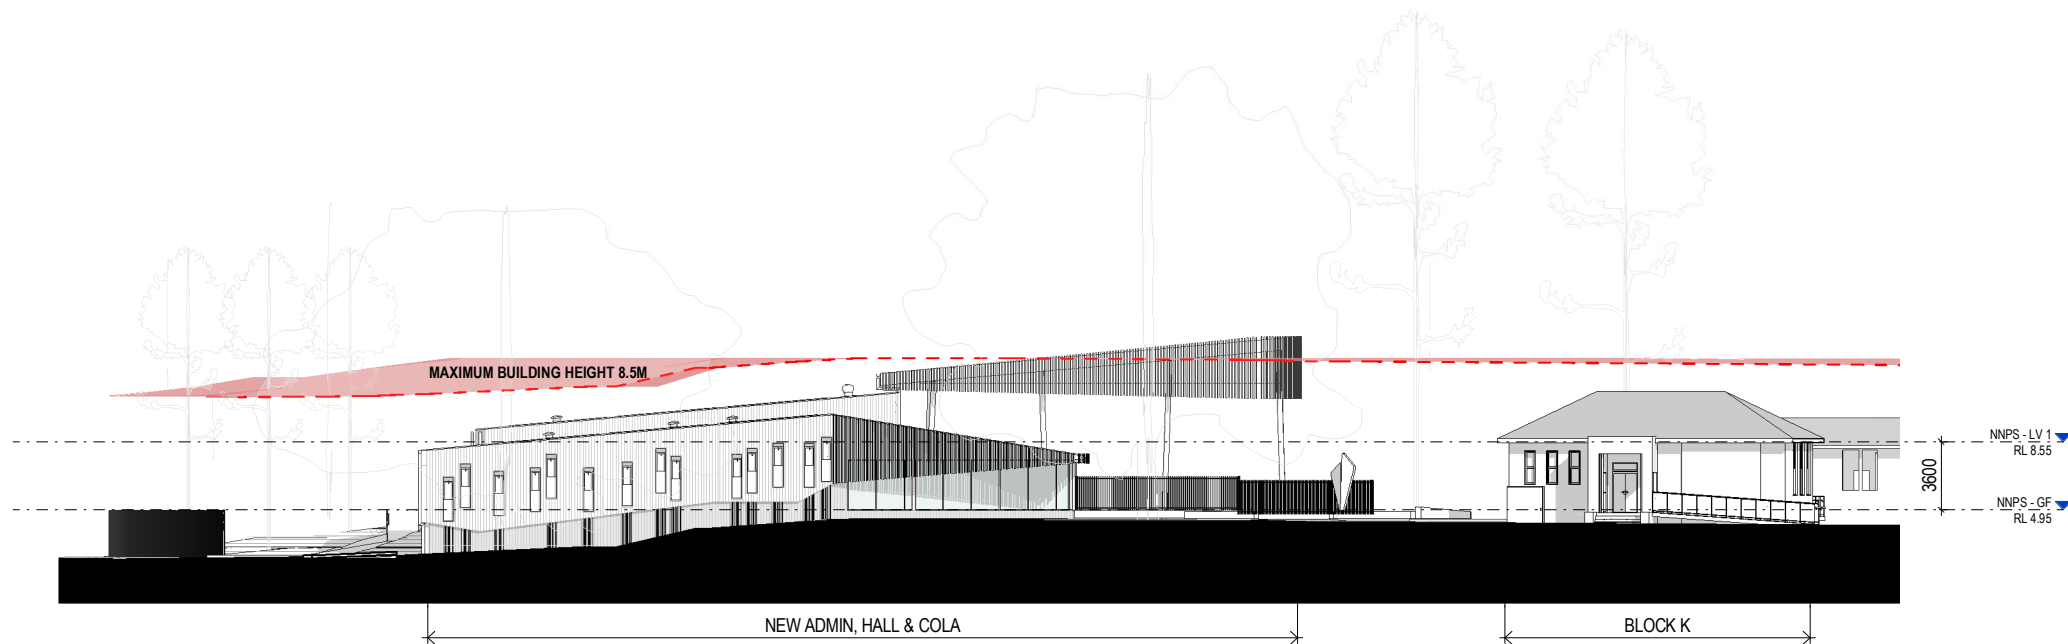 MAXIMUM BUILDING HEIGHT 8.5M
NNPS - LV 1
RL 8.55
3600
NNPS - GF
RL 4.95
NEW ADMIN, HALL & COLA
BLOCK K